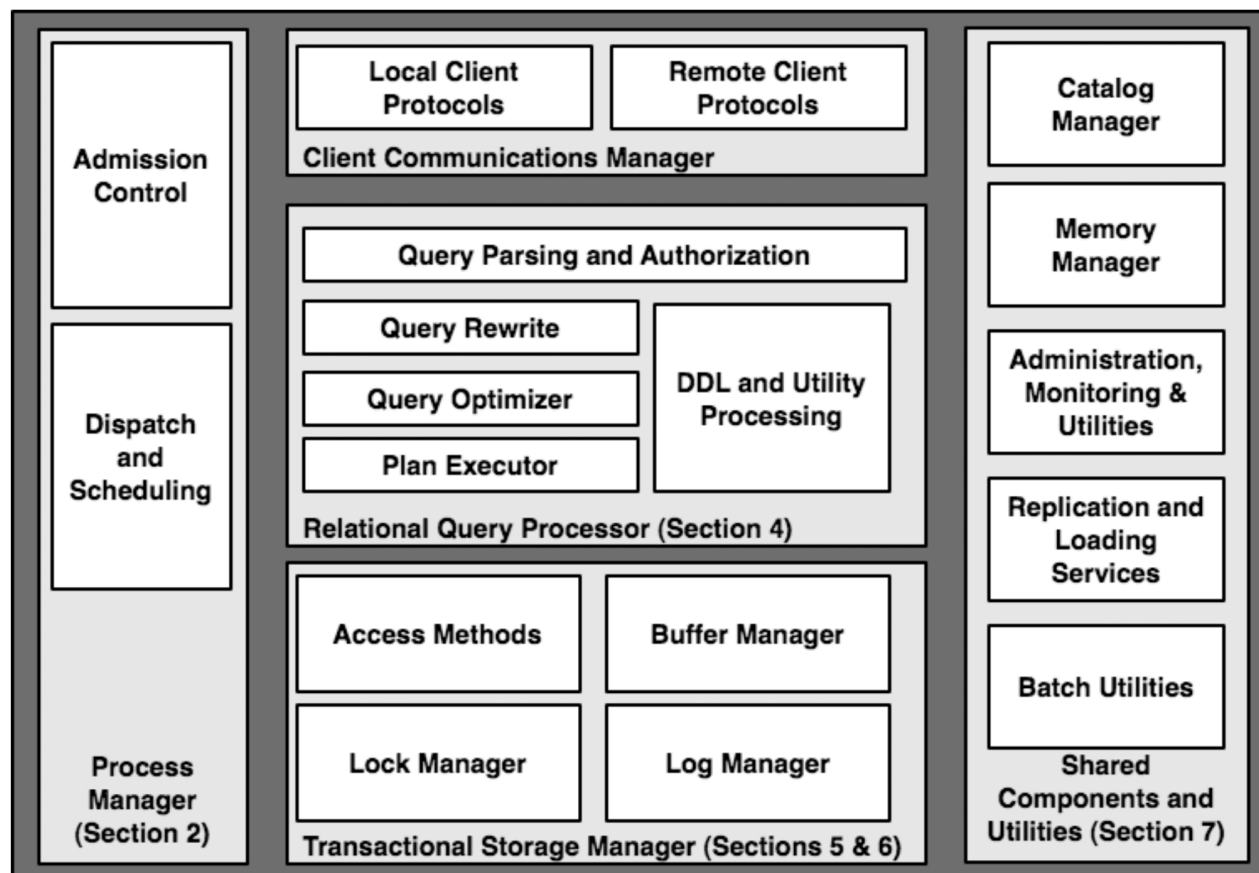 Admission
Control
Dispatch
and
Scheduling
Process
Manager
(Section 2)
Local Client
Protocols
Remote Client
Protocols
Client Communications Manager
Query Parsing and Authorization
Query Rewrite
Query Optimizer
Plan Executor
DDL and Utility
Processing
Relational Query Processor (Section 4)
Access Methods
Buffer Manager
Lock Manager
Log Manager
Transactional Storage Manager (Sections 5 & 6)
Catalog
Manager
Memory
Manager
Administration,
Monitoring &
Utilities
Replication and
Loading
Services
Batch Utilities
Shared
Components and
Utilities (Section 7)